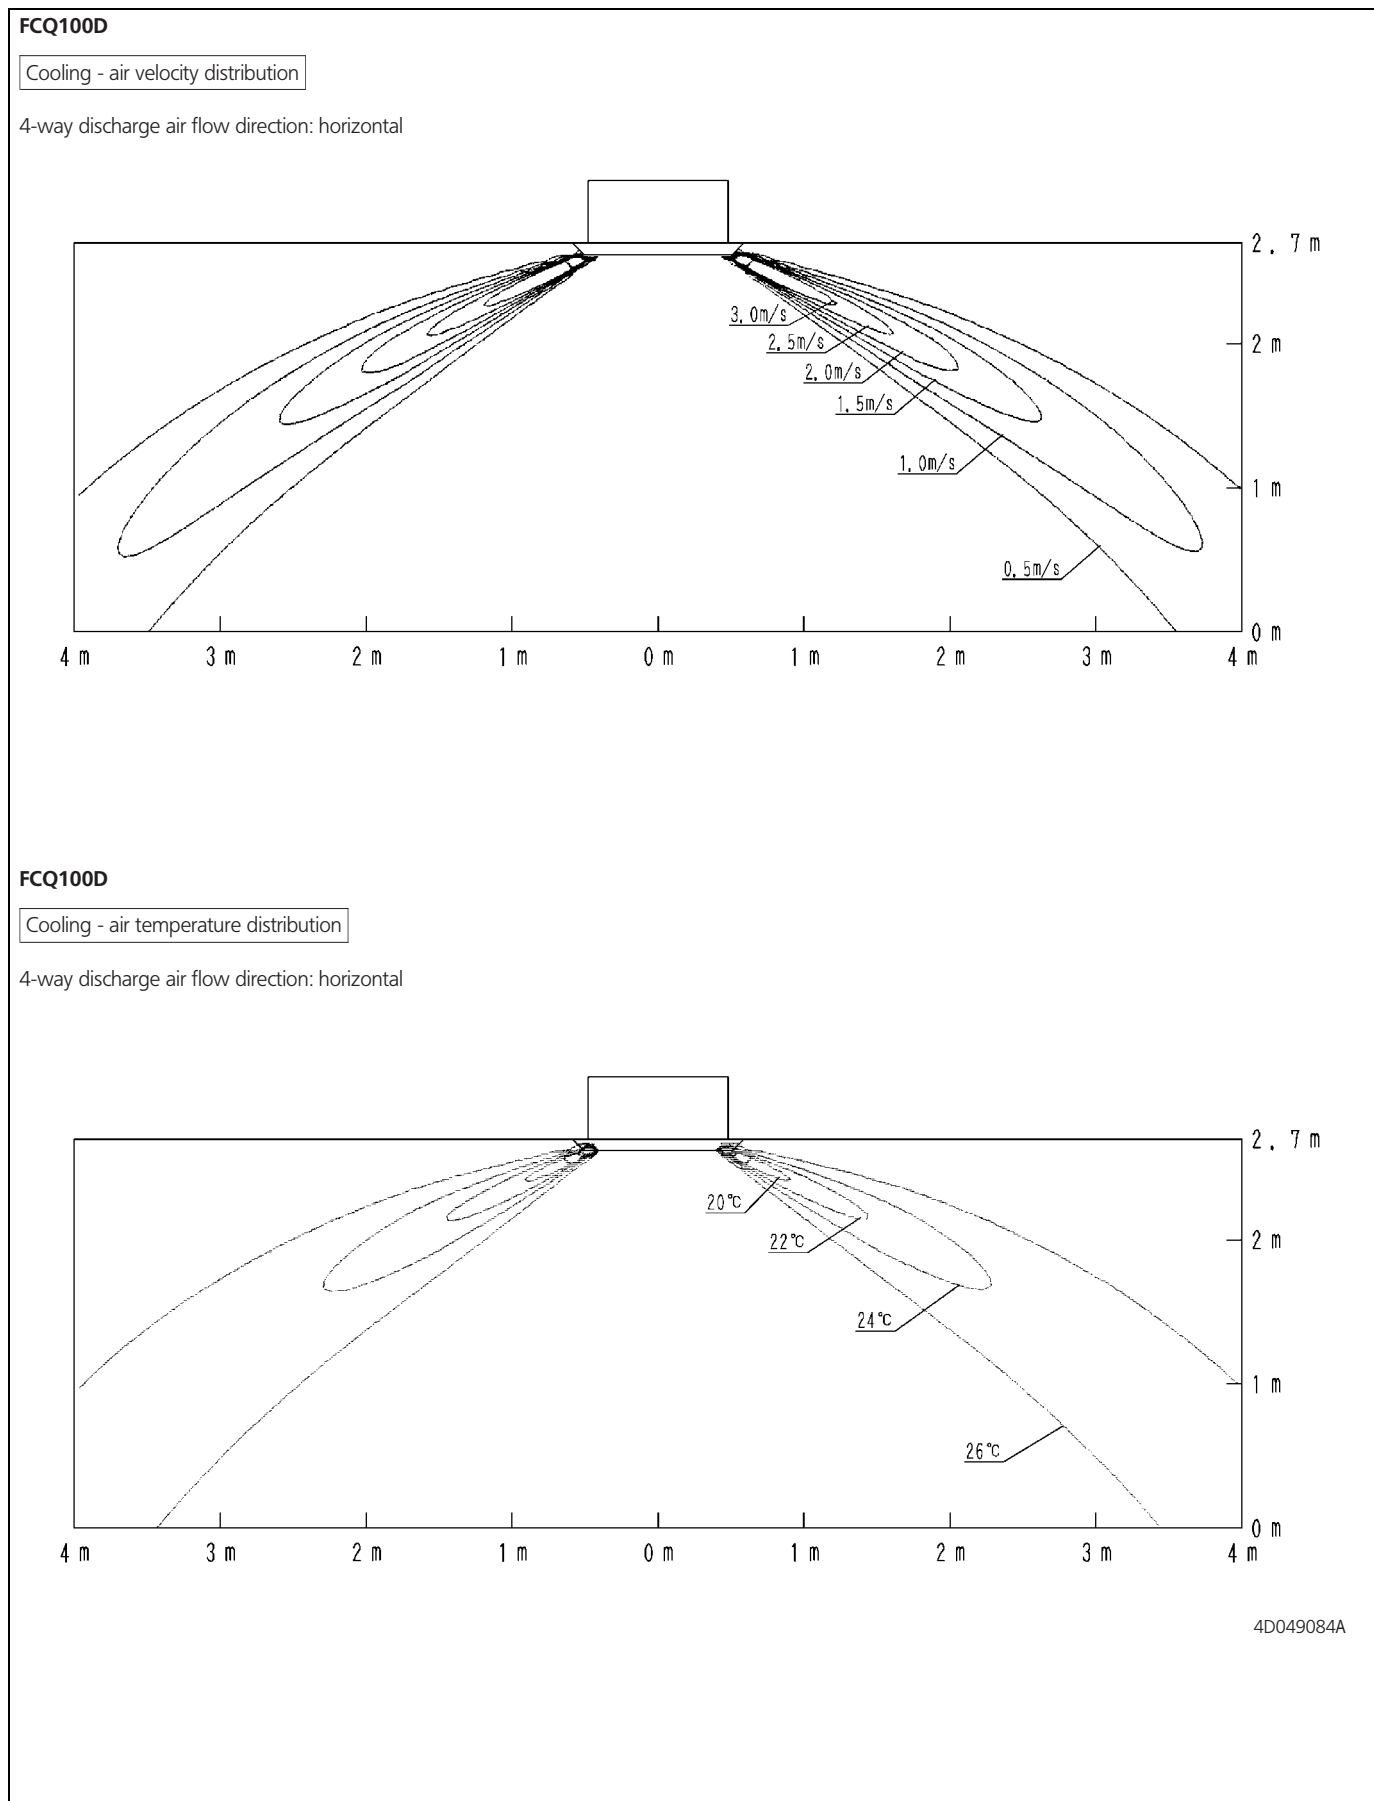 FCQ100D
Cooling - air velocity distribution
4-way discharge air flow direction: horizontal
2. 7 m
3. 0m/s
2 m
2. 5m/s
2. 0m/s
1. 5m/s
1. 0m/s
1 m
0. 5m/s
0 m
4 m 3 m 2 m 1 m 0 m 1 m 2 m 3 m 4 m
FCQ100D
Cooling - air temperature distribution
4-way discharge air flow direction: horizontal
2. 7 m
20℃
22℃
2 m
24℃
1 m
26℃
0 m
4 m 3 m 2 m 1 m 0 m 1 m 2 m 3 m 4 m
4D049084A